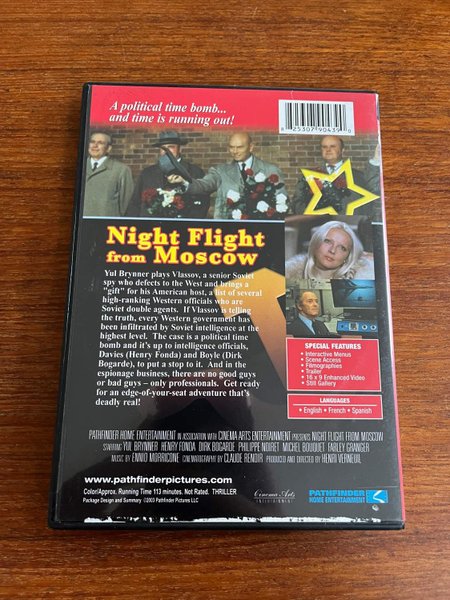 A political time bomb...
and time is running out!
8 25307 90439 0
Night Flight
from Moscow
Yul Brynner plays Vlassov, a senior Soviet
spy who defects to the West and brings a
"gift" for his American host, a list of several
high-ranking Western officials who are
Soviet double agents. If Vlassov is telling
the truth, every Western government has
been infiltrated by Soviet intelligence at the
highest level. The case is a political time
bomb and it's up to intelligence officials,
Davies (Henry Fonda) and Boyle (Dirk
Bogarde), to put a stop to it. And in the
espionage business, there are no good guys
or bad guys – only professionals. Get ready
for an edge-of-your-seat adventure that's
deadly real!
SPECIAL FEATURES
• Interactive Menus
• Scene Access
• Filmographies
• Trailer
• 16 x 9 Enhanced Video
• Still Gallery
LANGUAGES
• English • French • Spanish
PATHFINDER HOME ENTERTAINMENT IN ASSOCIATION WITH CINEMA ARTS ENTERTAINMENT PRESENTS NIGHT FLIGHT FROM MOSCOW
STARRING YUL BRYNNER HENRY FONDA DIRK BOGARDE PHILIPPE NOIRET MICHEL BOUQUET FARLEY GRANGER
MUSIC BY ENNIO MORRICONE CINEMATOGRAPHY BY CLAUDE RENOIR PRODUCED AND DIRECTED BY HENRI VERNEUIL
www.pathfinderpictures.com
Color/Approx. Running Time 113 minutes. Not Rated. THRILLER
Package Design and Summary ©2003 Pathfinder Pictures LLC
Cinema Arts
ENTERTAINMENT
PATHFINDER
HOME ENTERTAINMENT